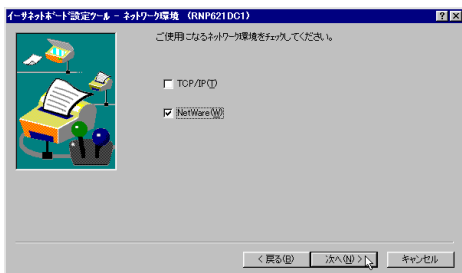 イーサネットボード設定ツール - ネットワーク環境 (RNP621DC1)
ご使用になるネットワーク環境をチェックしてください。
TCP/IP(T)
NetWare(W)
< 戻る(B)
次へ(N) >
キャンセル